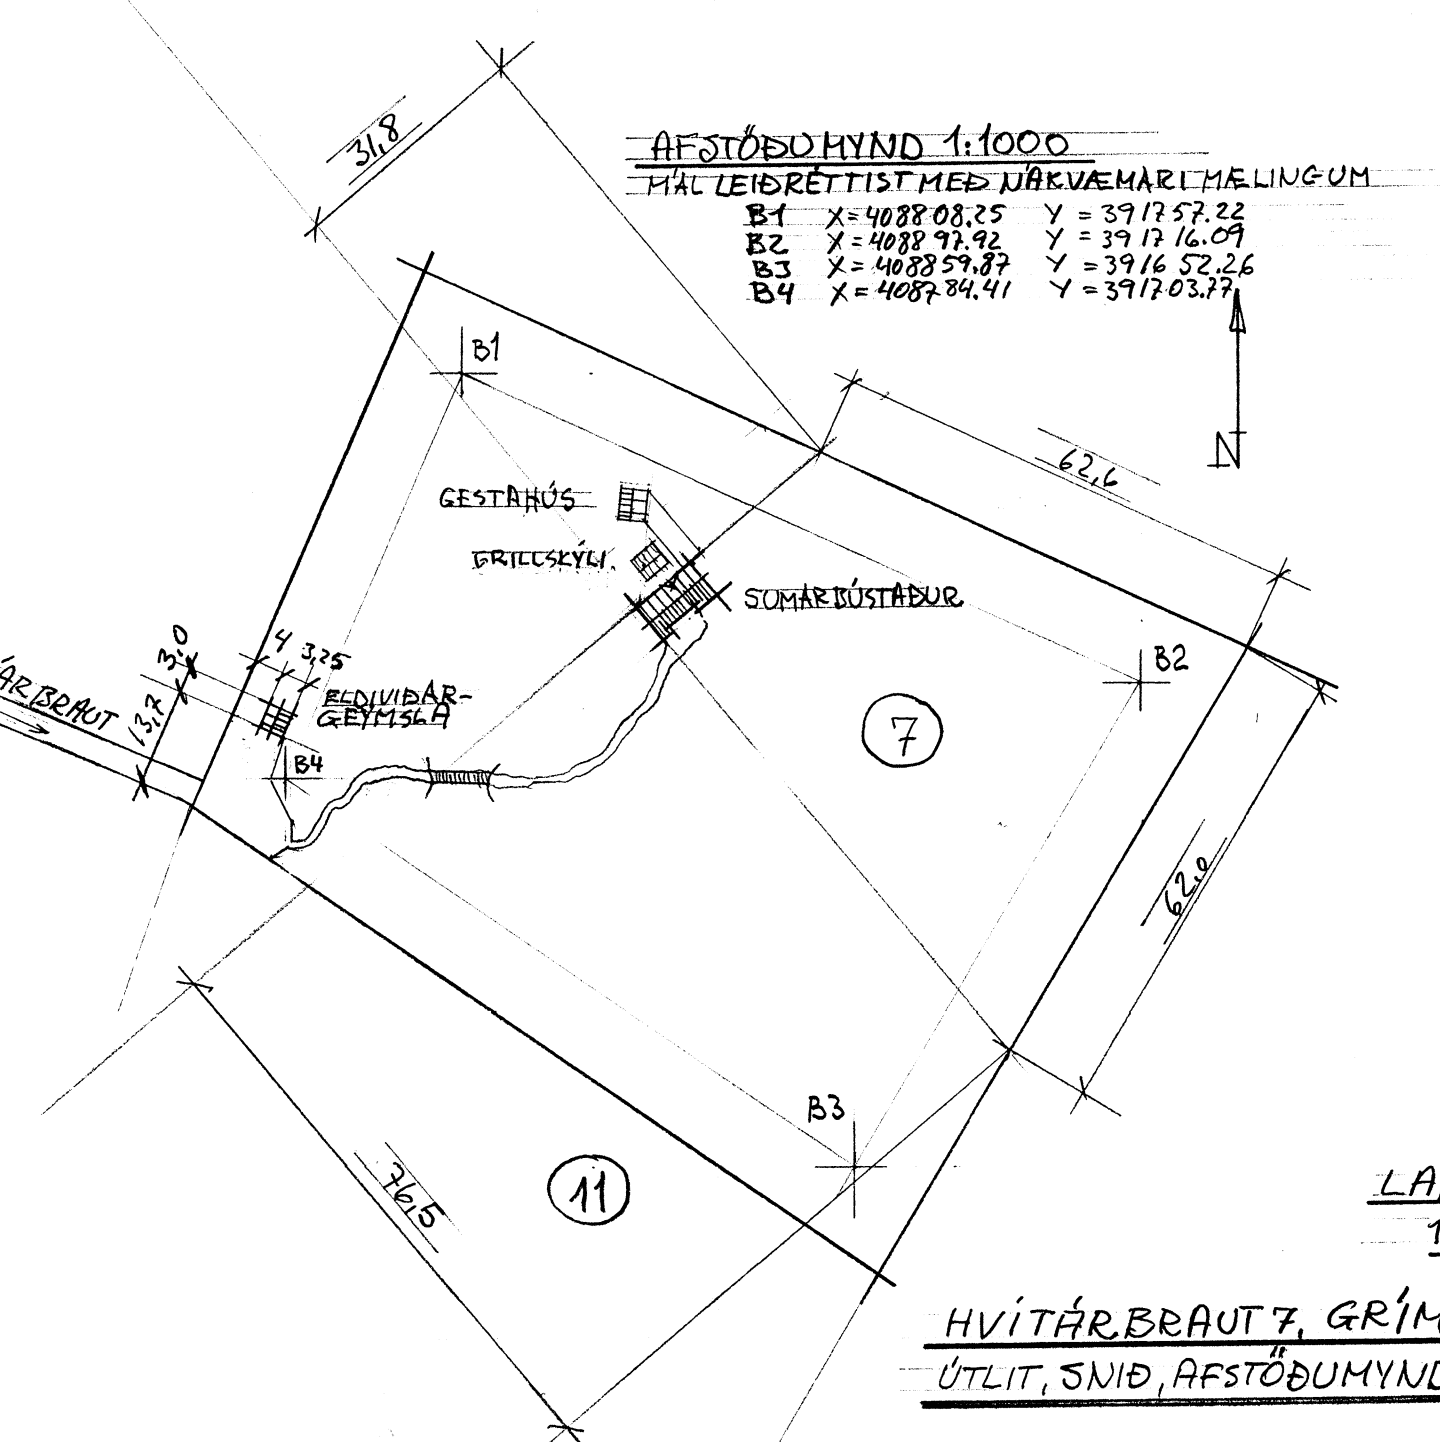 31,8
AFSTÖÐUMYND 1:1000
MÁL LEIÐRÉTTIST MEÐ NÁKVÆMARI MÆLINGUM
B1 X=408808.25 Y=391757.22
B2 X=408897.92 Y=391716.09
B3 X=408859.87 Y=391652.26
B4 X=408784.41 Y=391703.77
N
B1
62,6
GESTAHÚS
GRILLSKÝLI.
SUMARBÚSTAÐUR
B2
3,0
4
3,25
ÁRBRAUT
13,7
ELDIVIÐAR-
GEYMSLA
7
B4
62,0
B3
76,5
11
LA
1
HVÍTÁRBRAUT 7, GRÍM
ÚTLIT, SNIÐ, AFSTÖÐUMYND